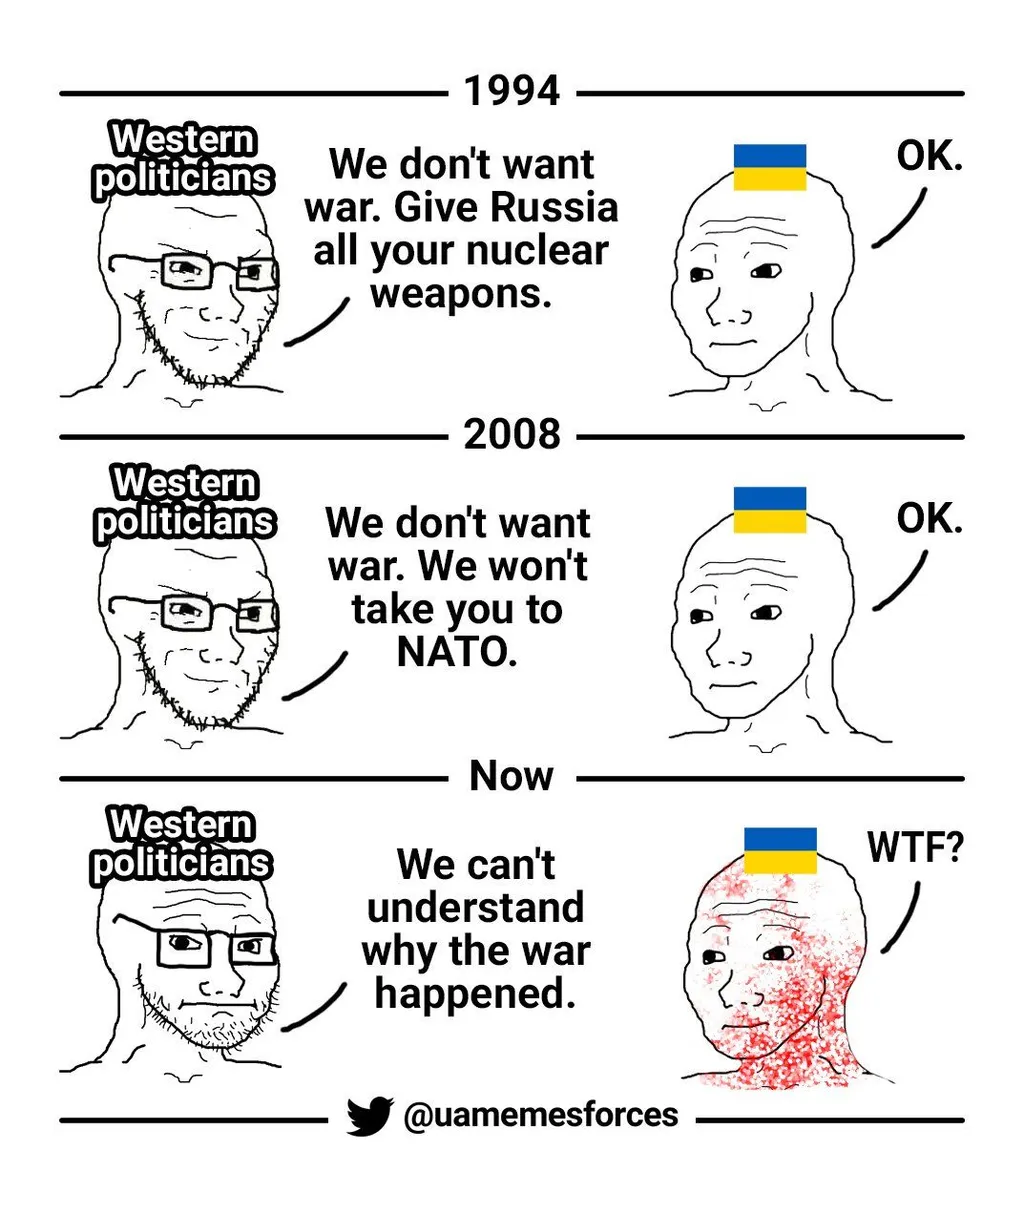 1994
Western
politicians
We don't want
war. Give Russia
all your nuclear
weapons.
OK.
2008
Western
politicians
We don't want
war. We won't
take you to
NATO.
OK.
Now
Western
politicians
We can't
understand
why the war
happened.
WTF?
@uamemesforces